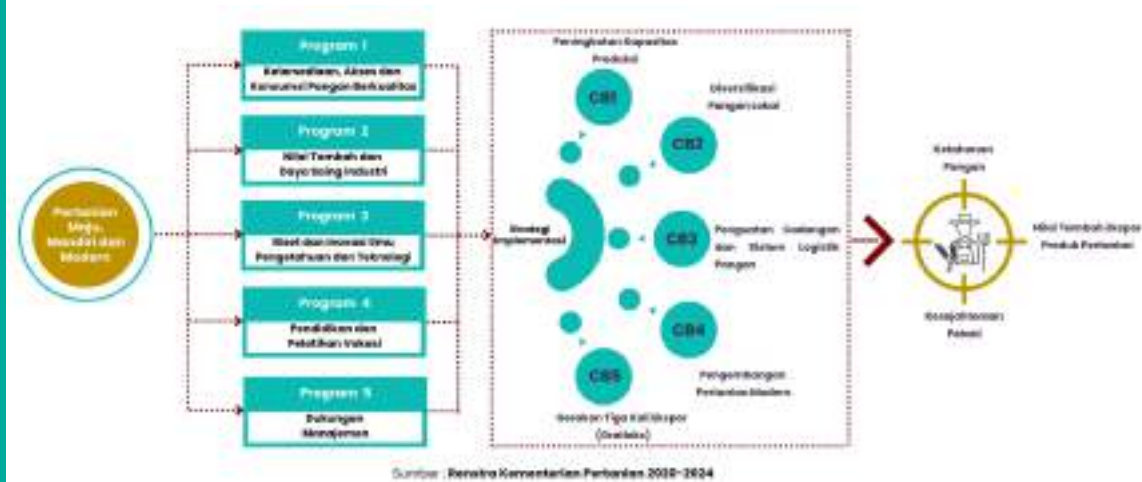 Pertanian
Maju,
Mandiri dan
Modern
Program 1
Ketersediaan, Akses dan
Konsumsi Pangan Berkualitas
Program 2
Nilai Tambah dan
Daya Saing Industri
Program 3
Riset dan Inovasi Ilmu
Pengetahuan dan Teknologi
Program 4
Pendidikan dan
Pelatihan Vokasi
Program 5
Dukungan
Manajemen
Strategi
Implementasi
Peningkatan Kapasitas
Produksi
CB1
Diversifikasi
Pangan Lokal
CB2
CB3
Penguatan Cadangan
dan Sistem Logistik
Pangan
CB4
Pengembangan
Pertanian Modern
CB5
Gerakan Tiga Kali Ekspor
(Gratieks)
Ketahanan
Pangan
Nilai Tambah Ekspor
Produk Pertanian
Kesejahteraan
Petani
Sumber : Renstra Kementerian Pertanian 2020-2024